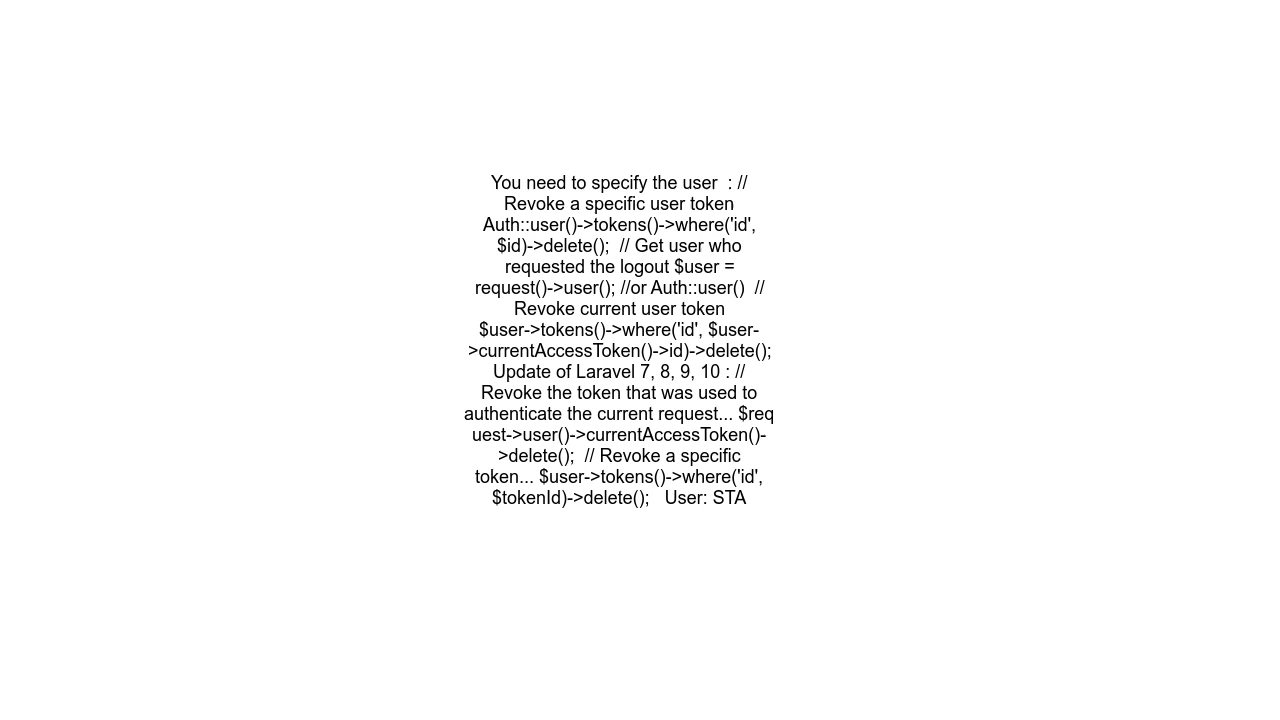 You need to specify the user  : //
Revoke a specific user token
Auth::user()->tokens()->where('id',
$id)->delete();  // Get user who
requested the logout $user =
request()->user(); //or Auth::user()  //
Revoke current user token
$user->tokens()->where('id', $user-
>currentAccessToken()->id)->delete();
Update of Laravel 7, 8, 9, 10 : //
Revoke the token that was used to
authenticate the current request... $req
uest->user()->currentAccessToken()-
>delete();  // Revoke a specific
token... $user->tokens()->where('id',
$tokenId)->delete();   User: STA